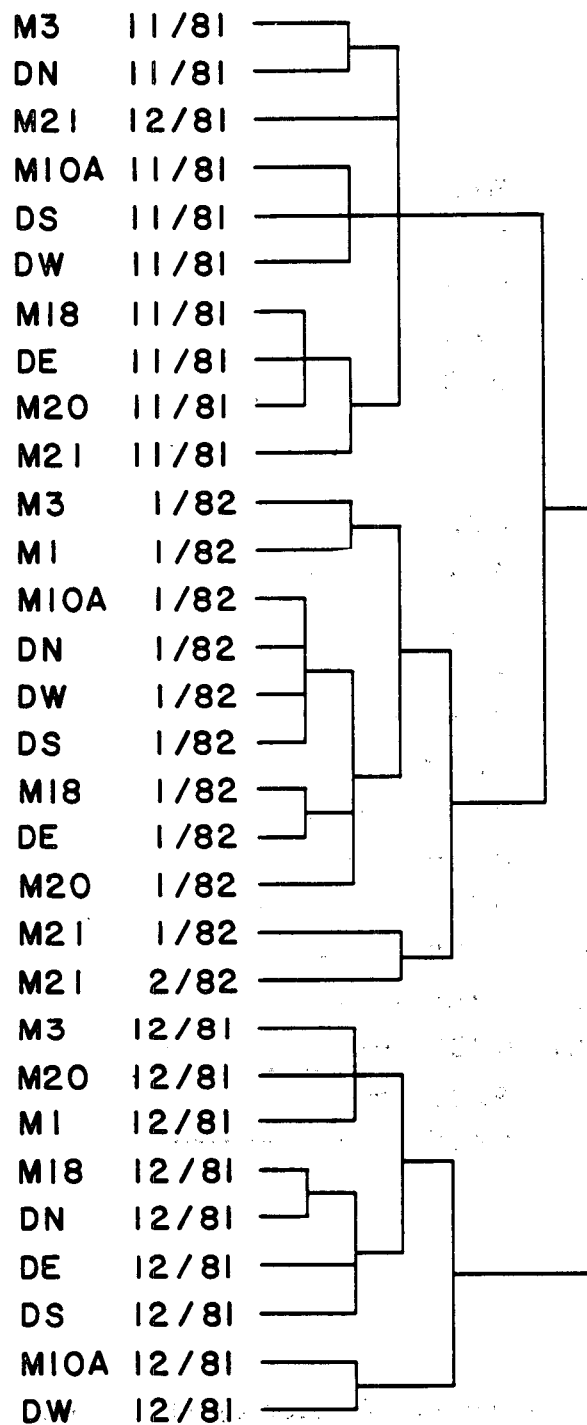 M3 11/81
DN 11/81
M21 12/81
M10A 11/81
DS 11/81
DW 11/81
M18 11/81
DE 11/81
M20 11/81
M21 11/81
M3 1/82
M1 1/82
M10A 1/82
DN 1/82
DW 1/82
DS 1/82
M18 1/82
DE 1/82
M20 1/82
M21 1/82
M21 2/82
M3 12/81
M20 12/81
M1 12/81
M18 12/81
DN 12/81
DE 12/81
DS 12/81
M10A 12/81
DW 12/81